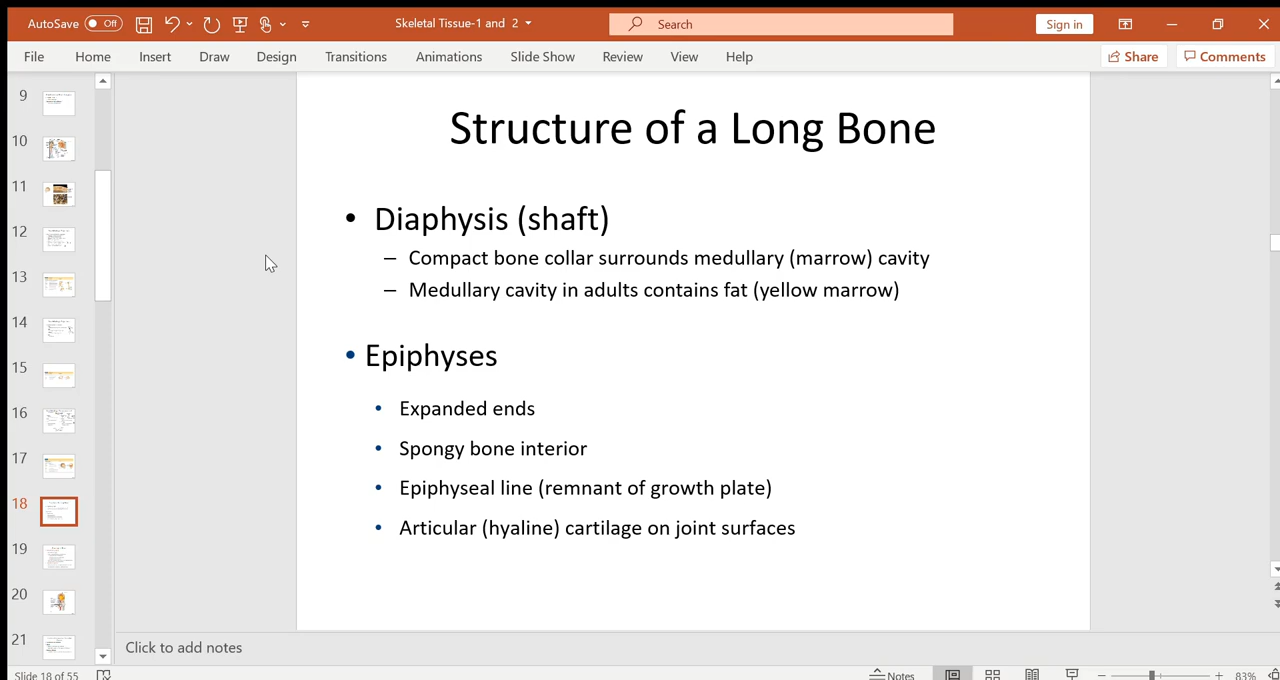 AutoSave Off Skeletal Tissue-1 and 2 Search Sign in
File Home Insert Draw Design Transitions Animations Slide Show Review View Help Share Comments
9
10
11
12
13
14
15
16
17
18
19
20
21
Structure of a Long Bone
• Diaphysis (shaft)
– Compact bone collar surrounds medullary (marrow) cavity
– Medullary cavity in adults contains fat (yellow marrow)
• Epiphyses
• Expanded ends
• Spongy bone interior
• Epiphyseal line (remnant of growth plate)
• Articular (hyaline) cartilage on joint surfaces
Click to add notes
Slide 18 of 55 Notes 83%